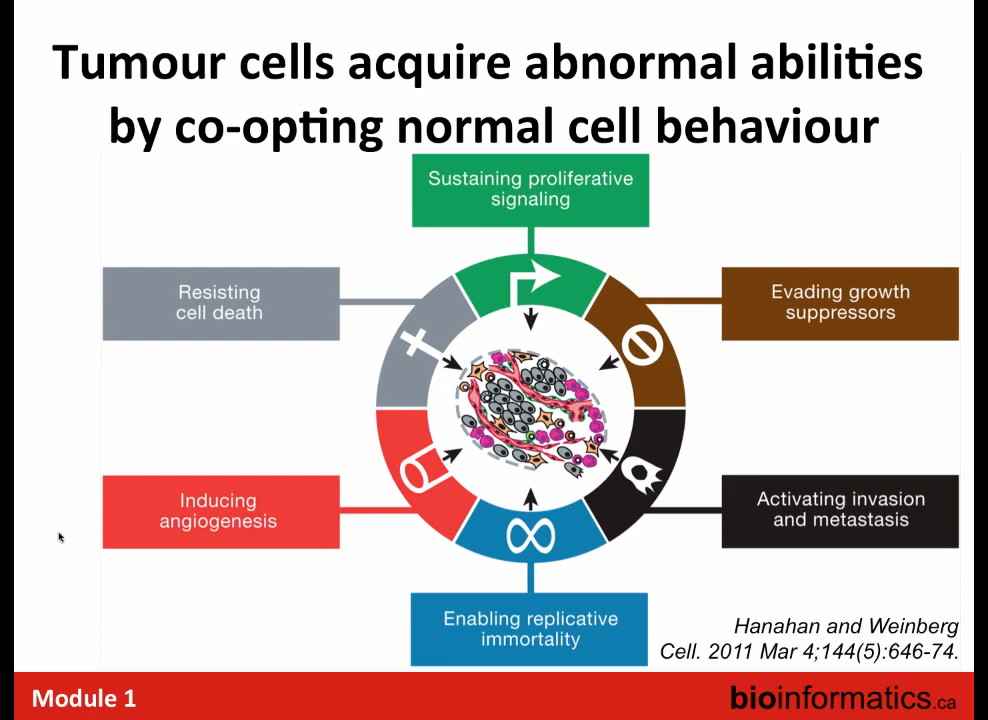 Tumour cells acquire abnormal abilities
by co-opting normal cell behaviour
Sustaining proliferative
signaling
Resisting
cell death
Evading growth
suppressors
Inducing
angiogenesis
Activating invasion
and metastasis
Enabling replicative
immortality
Hanahan and Weinberg
Cell. 2011 Mar 4;144(5):646-74.
Module 1
bioinformatics.ca